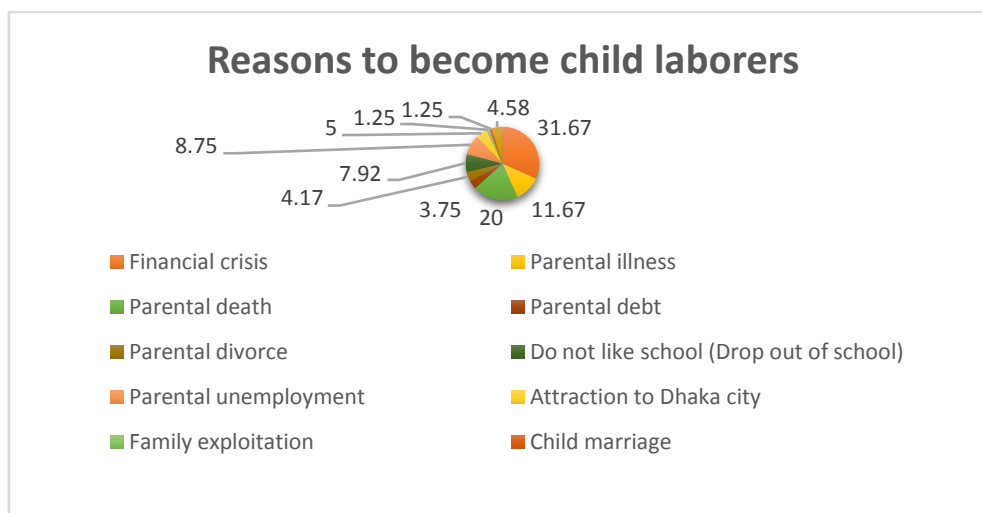 Reasons to become child laborers
1.25 1.25 4.58
5 31.67
8.75
7.92
4.17
3.75 20 11.67
Financial crisis Parental illness
Parental death Parental debt
Parental divorce Do not like school (Drop out of school)
Parental unemployment Attraction to Dhaka city
Family exploitation Child marriage